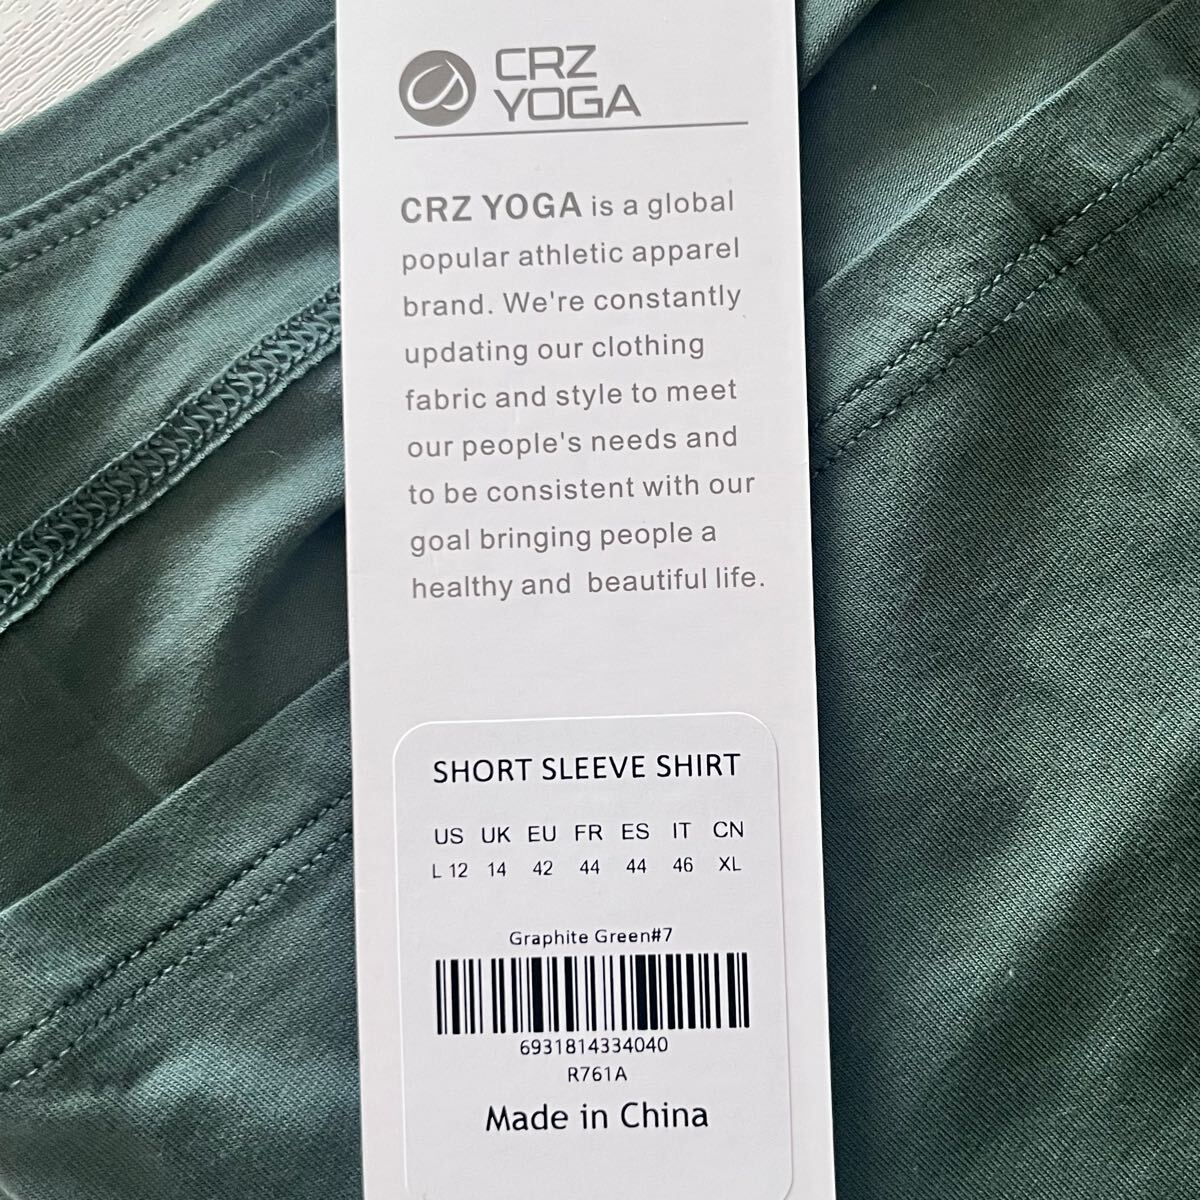 CRZ
YOGA
CRZ YOGA is a global
popular athletic apparel
brand. We're constantly
updating our clothing
fabric and style to meet
our people's needs and
to be consistent with our
goal bringing people a
healthy and beautiful life.
SHORT SLEEVE SHIRT
US UK EU FR ES IT CN
L 12 14 42 44 44 46 XL
Graphite Green#7
6931814334040
R761A
Made in China